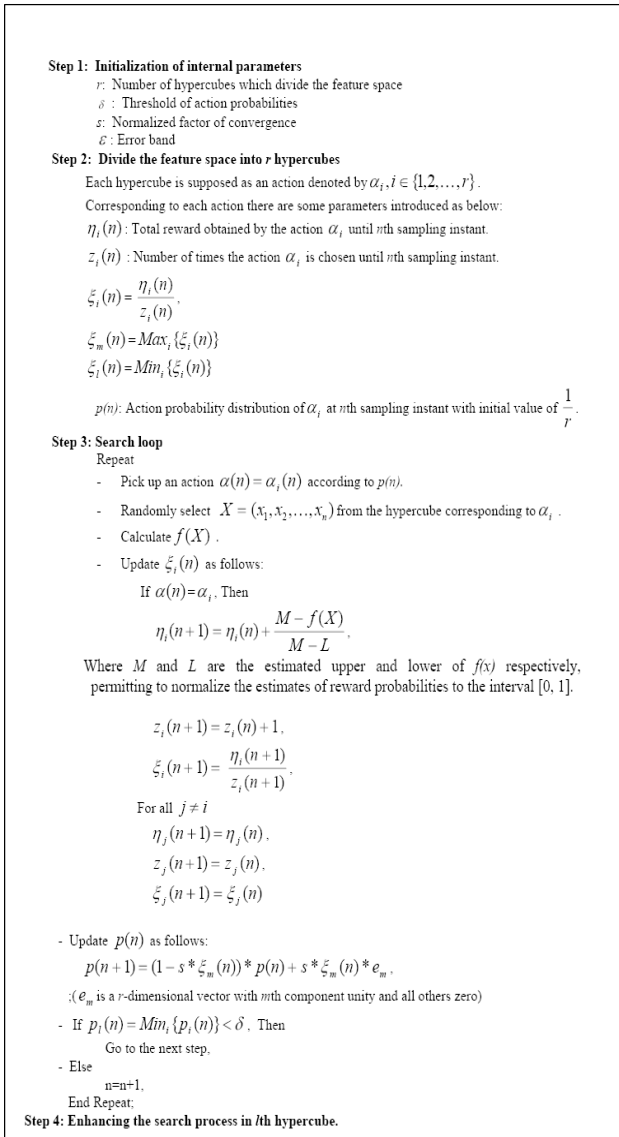 Step 1: Initialization of internal parameters
r: Number of hypercubes which divide the feature space
δ : Threshold of action probabilities
s: Normalized factor of convergence
ε : Error band
Step 2: Divide the feature space into r hypercubes
Each hypercube is supposed as an action denoted by α_i, i ∈ {1,2,...,r} .
Corresponding to each action there are some parameters introduced as below:
η_i(n) : Total reward obtained by the action α_i until nth sampling instant.
z_i(n) : Number of times the action α_i is chosen until nth sampling instant.
ξ_i(n) = η_i(n) / z_i(n) ,
ξ_m(n) = Max_i {ξ_i(n)}
ξ_l(n) = Min_i {ξ_i(n)}
p(n): Action probability distribution of α_i at nth sampling instant with initial value of 1/r .
Step 3: Search loop
Repeat
- Pick up an action α(n) = α_i(n) according to p(n).
- Randomly select X = (x_1, x_2, ..., x_n) from the hypercube corresponding to α_i .
- Calculate f(X) .
- Update ξ_i(n) as follows:
If α(n) = α_i, Then
η_i(n+1) = η_i(n) + (M − f(X)) / (M − L) ,
Where M and L are the estimated upper and lower of f(x) respectively,
permitting to normalize the estimates of reward probabilities to the interval [0, 1].
z_i(n+1) = z_i(n) + 1 ,
ξ_i(n+1) = η_i(n+1) / z_i(n+1) ,
For all j ≠ i
η_j(n+1) = η_j(n) ,
z_j(n+1) = z_j(n) ,
ξ_j(n+1) = ξ_j(n)
- Update p(n) as follows:
p(n+1) = (1 − s * ξ_m(n)) * p(n) + s * ξ_m(n) * e_m ,
;( e_m is a r-dimensional vector with mth component unity and all others zero)
- If p_l(n) = Min_i {p_i(n)} < δ , Then
Go to the next step,
- Else
n=n+1,
End Repeat;
Step 4: Enhancing the search process in lth hypercube.